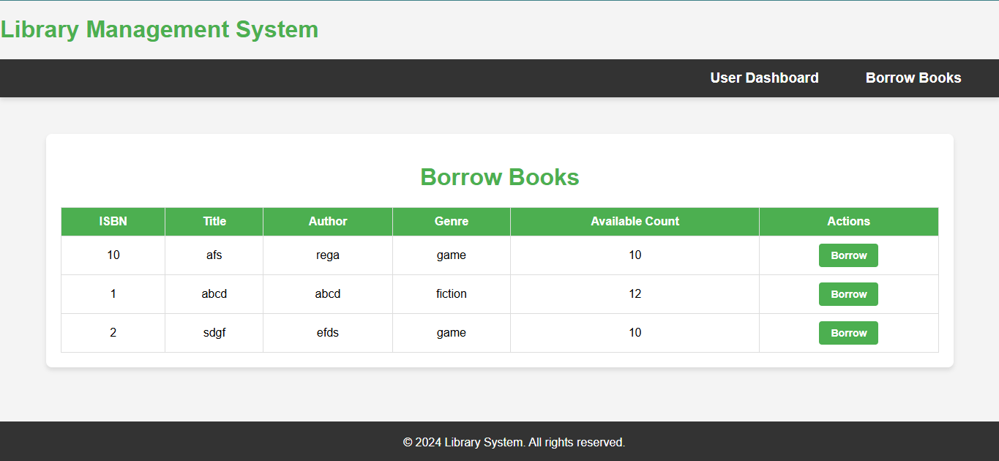 Library Management System
User Dashboard Borrow Books
Borrow Books
ISBN Title Author Genre Available Count Actions
10 afs rega game 10 Borrow
1 abcd abcd fiction 12 Borrow
2 sdgf efds game 10 Borrow
© 2024 Library System. All rights reserved.